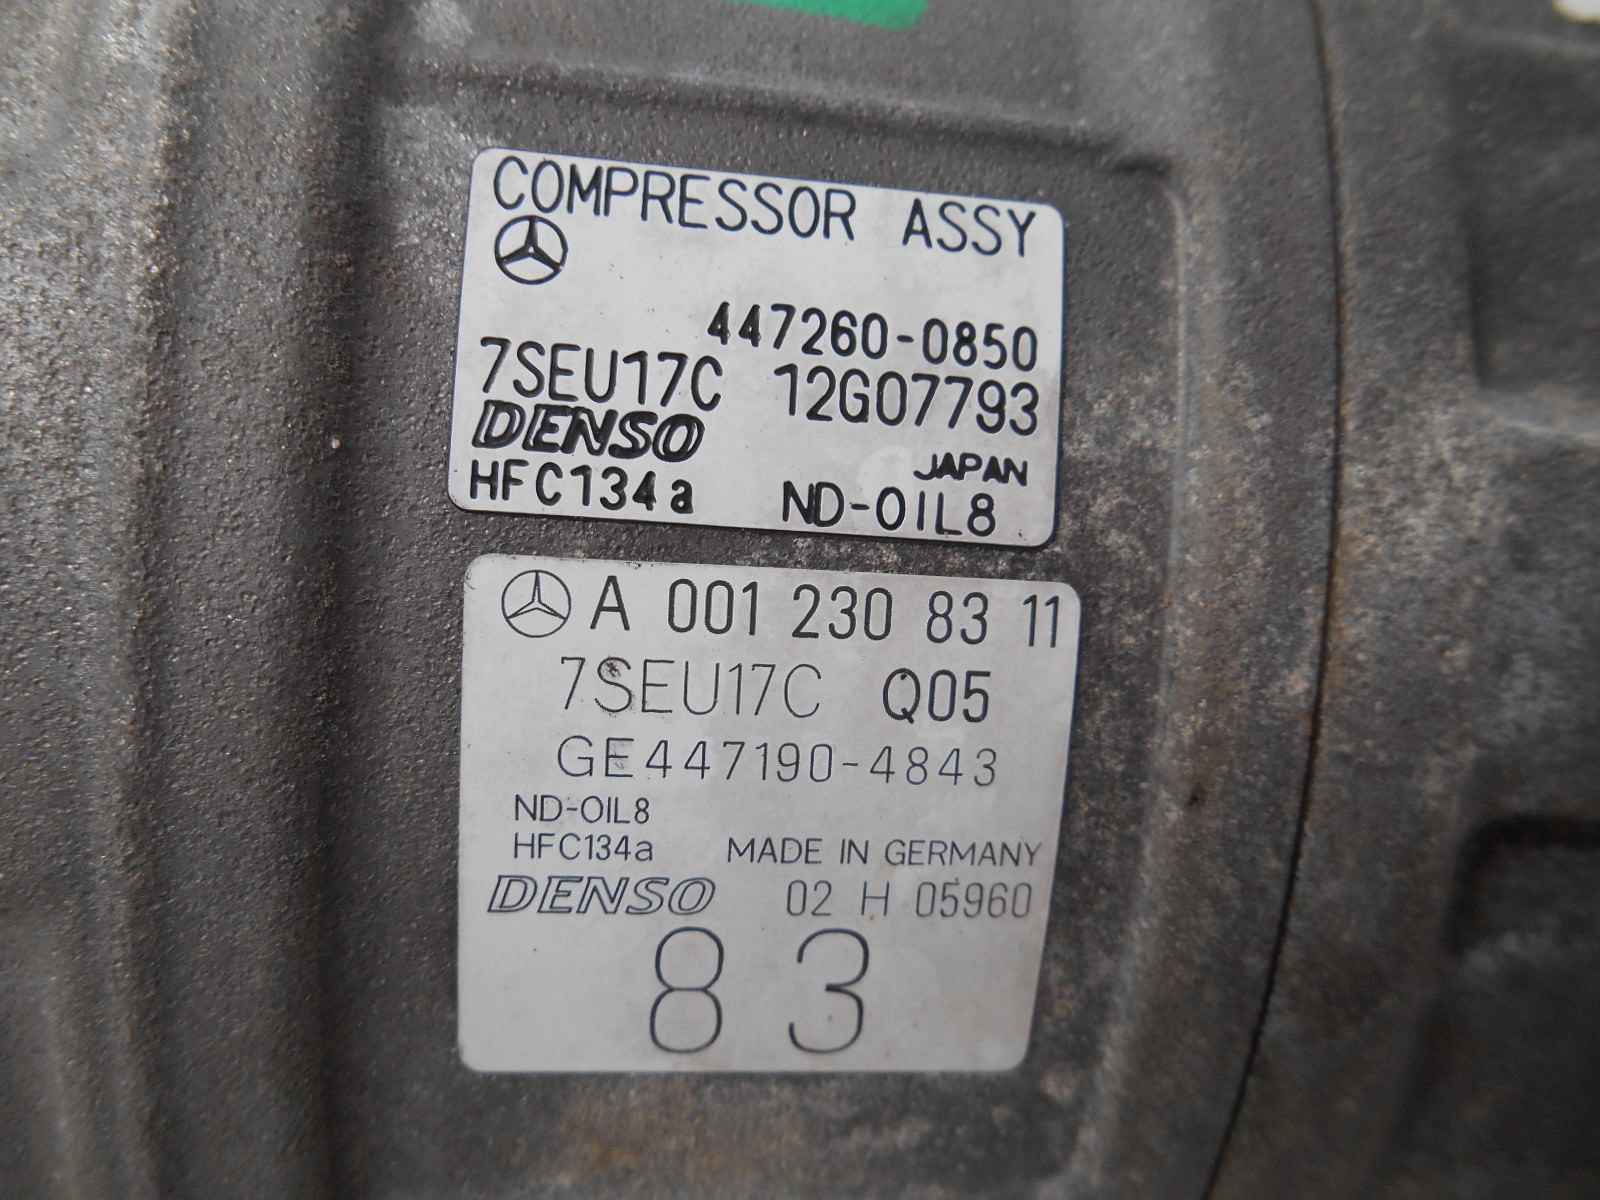 COMPRESSOR ASSY
447260-0850
7SEU17C 12G07793
DENSO JAPAN
HFC134a ND-OIL8
A 001 230 83 11
7SEU17C Q05
GE447190-4843
ND-OIL8
HFC134a MADE IN GERMANY
DENSO 02 H 05960
83